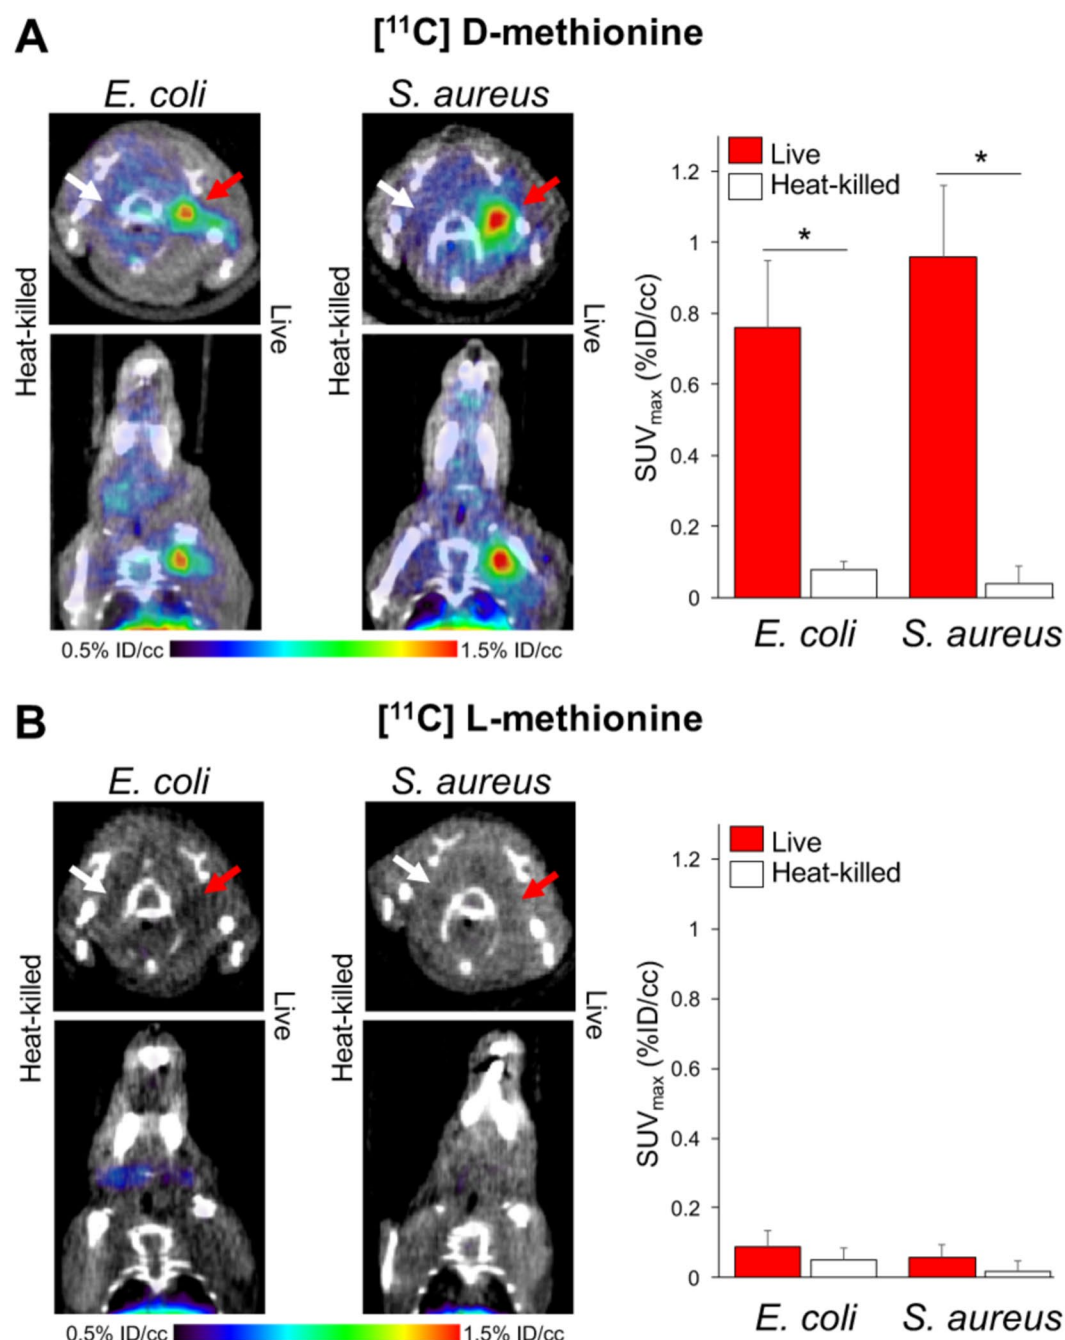 A
[¹¹C] D-methionine
E. coli
S. aureus
Heat-killed
Live
Heat-killed
Live
0.5% ID/cc
1.5% ID/cc
Live
Heat-killed
*
*
SUVmax (%ID/cc)
1.2
1
0.8
0.6
0.4
0.2
0
E. coli
S. aureus
B
[¹¹C] L-methionine
E. coli
S. aureus
Heat-killed
Live
Heat-killed
Live
0.5% ID/cc
1.5% ID/cc
Live
Heat-killed
SUVmax (%ID/cc)
1.2
1
0.8
0.6
0.4
0.2
0
E. coli
S. aureus